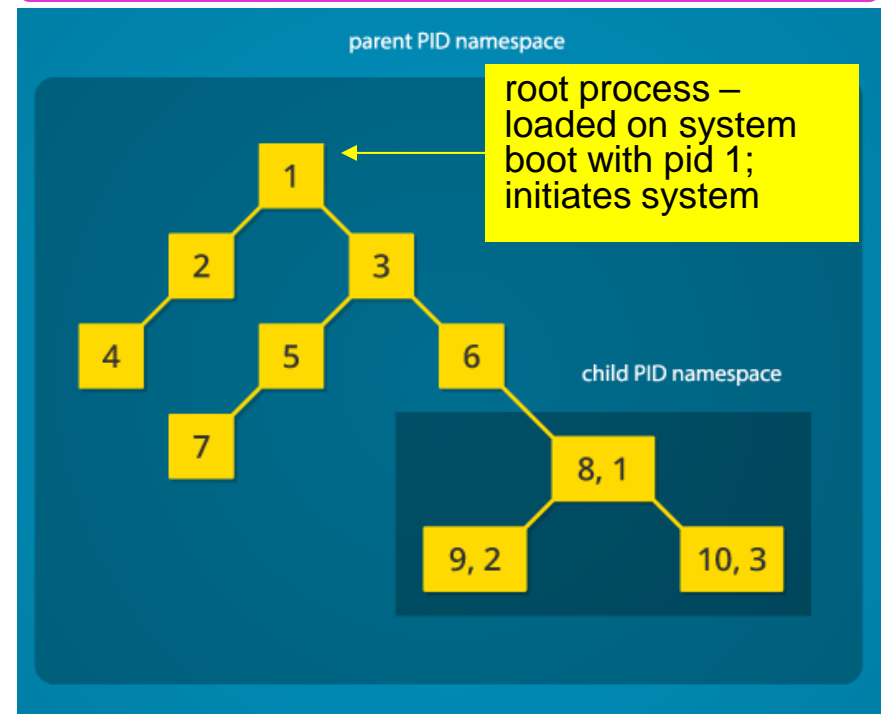 parent PID namespace
root process –
loaded on system
boot with pid 1;
initiates system
1
2
3
4
5
6
child PID namespace
7
8, 1
9, 2
10, 3